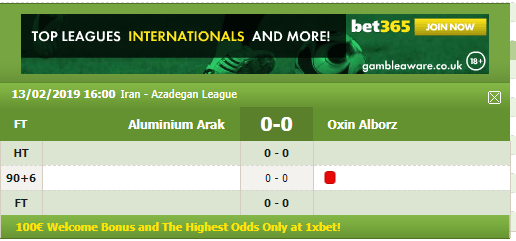 TOP LEAGUES INTERNATIONALS AND MORE!
bet365 JOIN NOW
gambleaware.co.uk 18+
13/02/2019 16:00 Iran - Azadegan League
FT Aluminium Arak 0-0 Oxin Alborz
HT 0 - 0
90+6 0 - 0
FT 0 - 0
100€ Welcome Bonus and The Highest Odds Only at 1xbet!